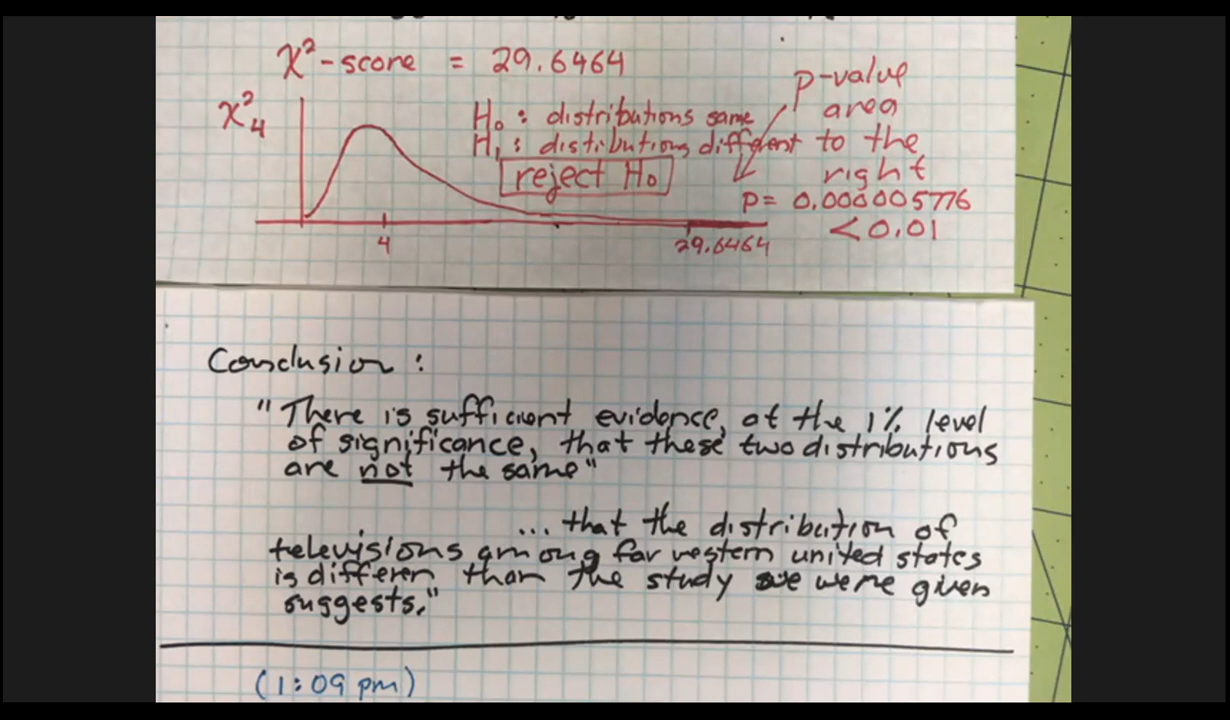 χ²-score = 29.6464
p-value
area
to the
right
χ²₄
H₀ : distributions same
H₁ : distributions different
reject H₀
p = 0.000005776
< 0.01
4
29.6464
Conclusion :
"There is sufficient evidence, at the 1% level
of significance, that these two distributions
are not the same"
... that the distribution of
televisions among far western united states
is differen than the study we were given
suggests."
(1:09 pm)